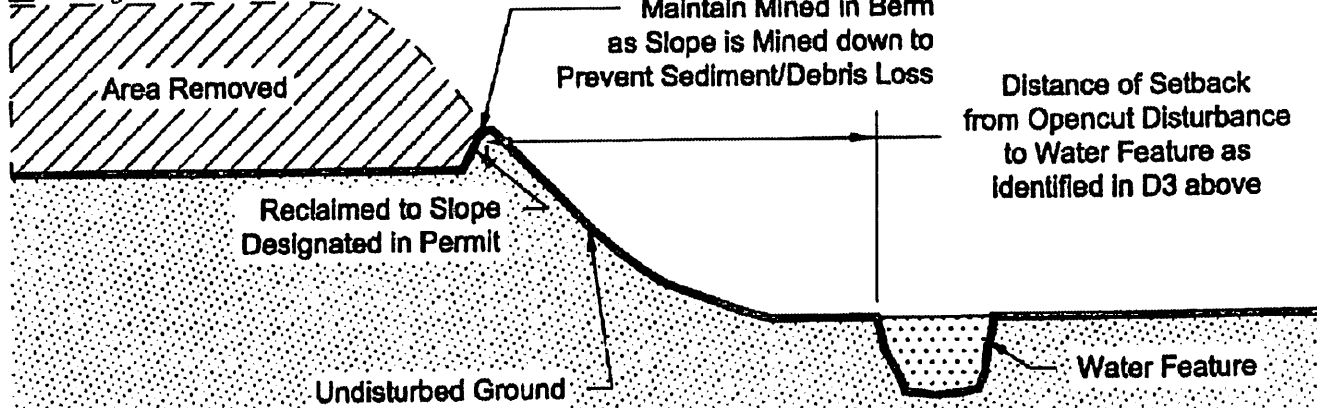 Maintain Mined in Berm
as Slope is Mined down to
Prevent Sediment/Debris Loss
Area Removed
Distance of Setback
from Opencut Disturbance
to Water Feature as
identified in D3 above
Reclaimed to Slope
Designated in Permit
Undisturbed Ground
Water Feature